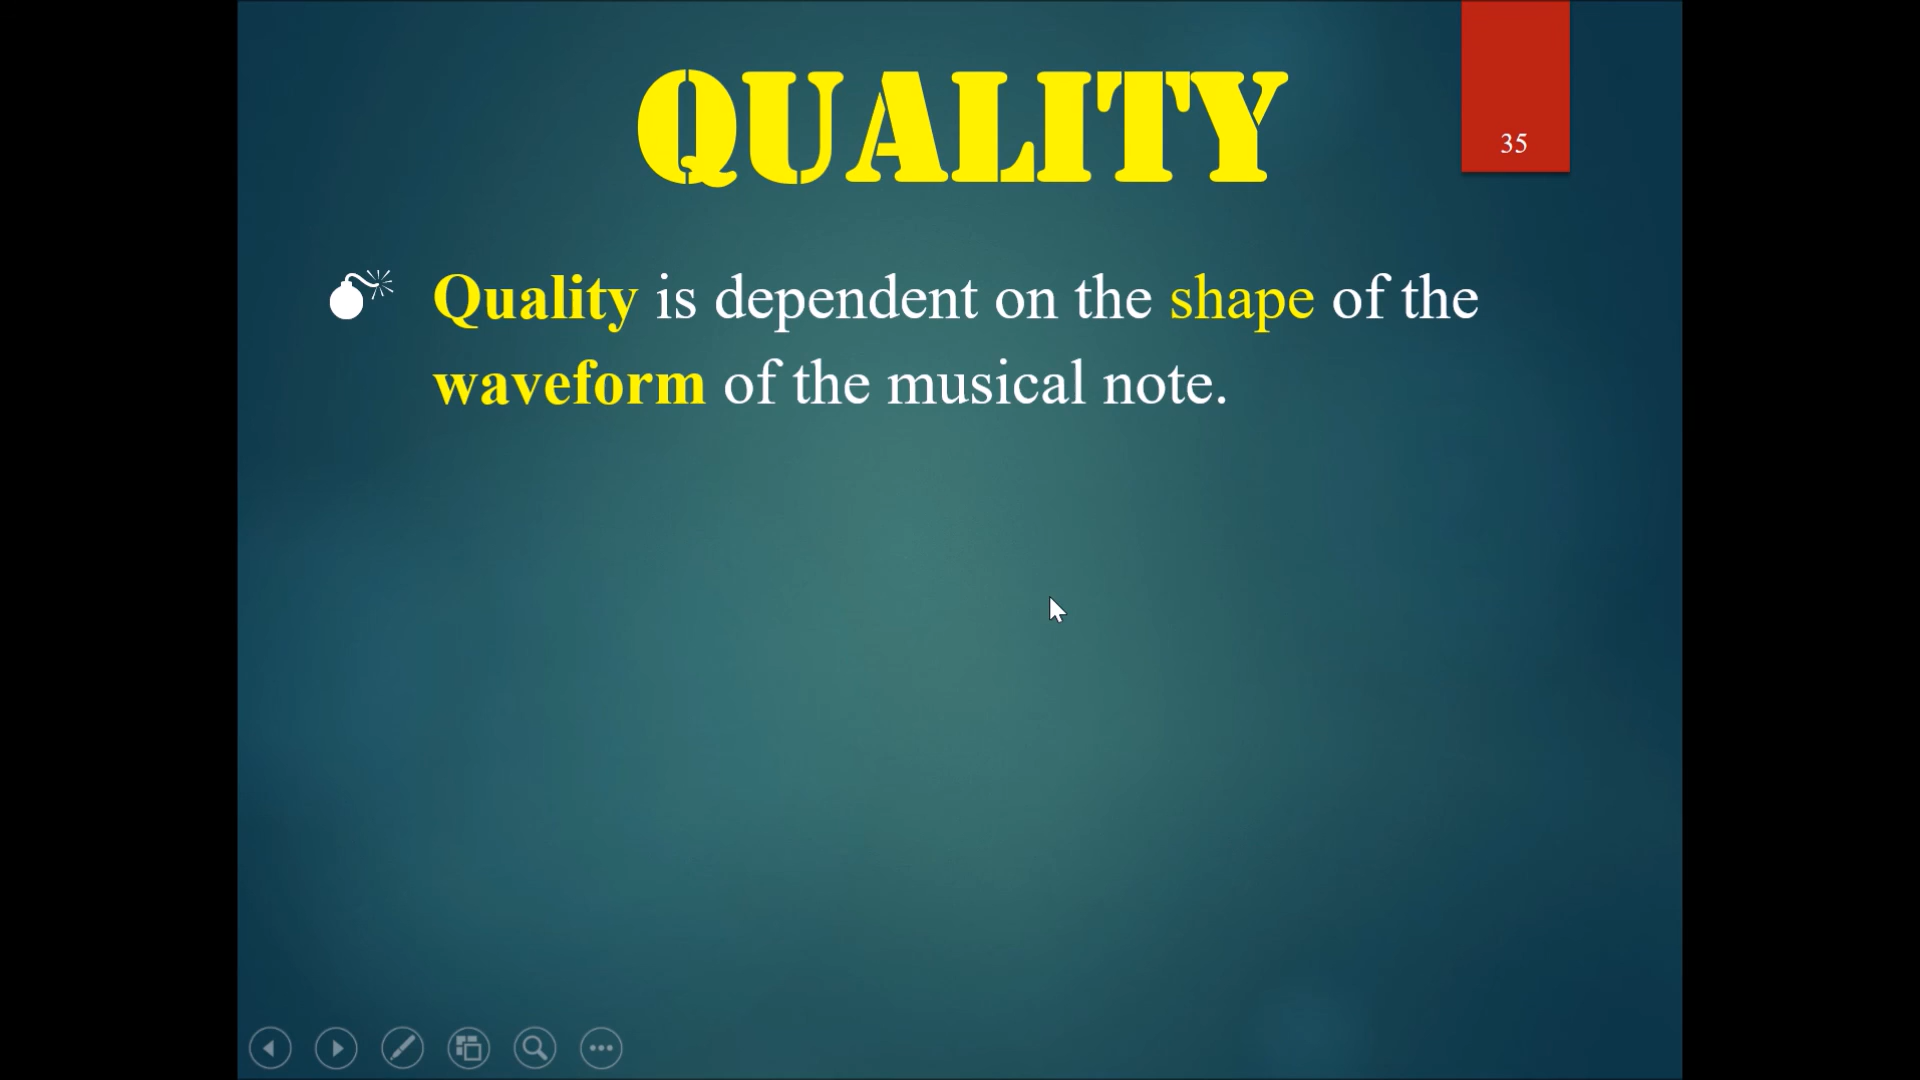 QUALITY
35
Quality is dependent on the shape of the
waveform of the musical note.